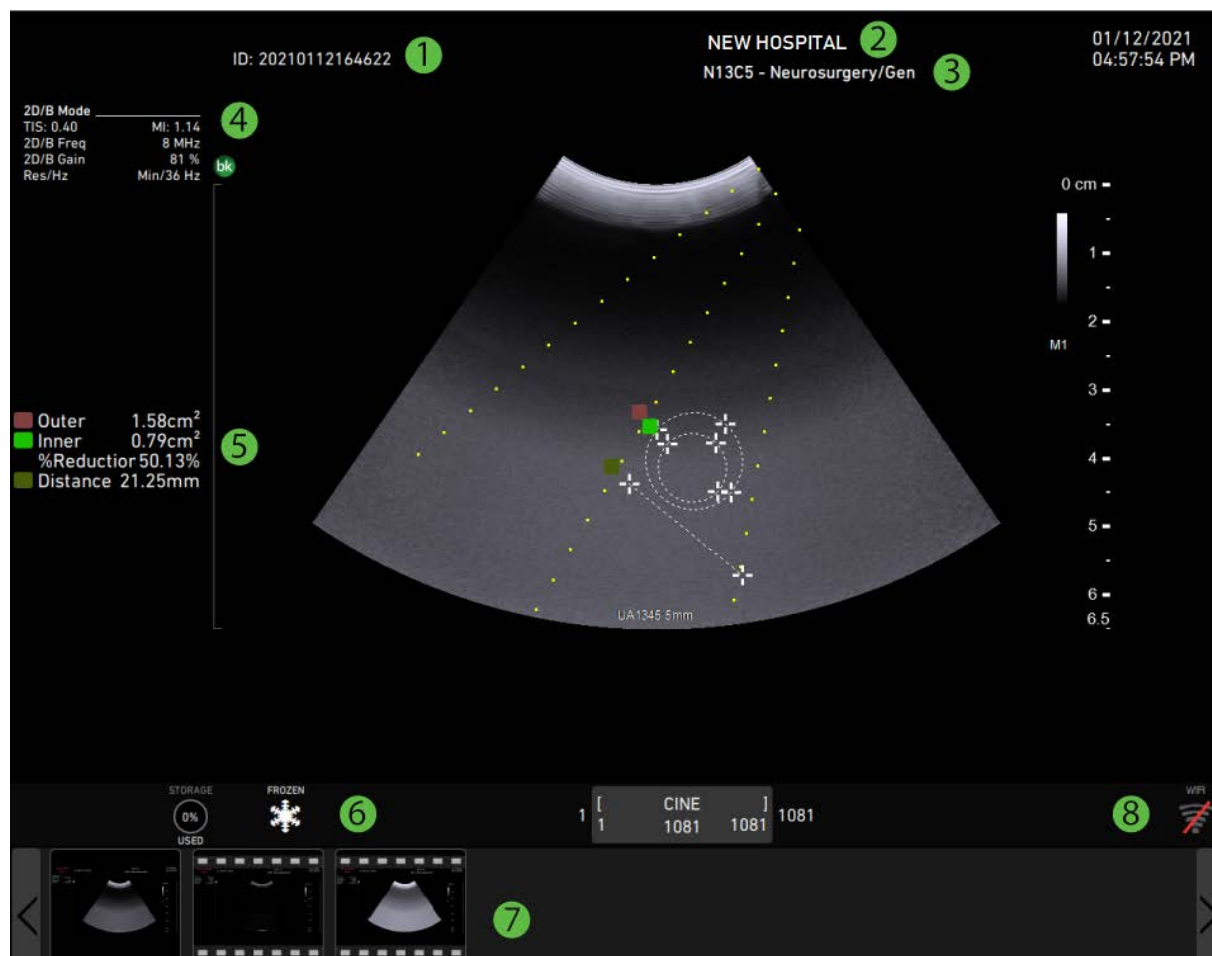 ID: 20210112164622
1
NEW HOSPITAL
2
N13C5 - Neurosurgery/Gen
3
01/12/2021
04:57:54 PM
2D/B Mode
TIS: 0.40 MI: 1.14
2D/B Freq 8 MHz
2D/B Gain 81 %
Res/Hz Min/36 Hz
4
bk
0 cm
1
2
M1
3
4
5
6
6.5
Outer 1.58cm²
Inner 0.79cm²
%Reductior 50.13%
Distance 21.25mm
5
UA1345 5mm
STORAGE
0%
USED
FROZEN
6
1 [ CINE ] 1081
1 1081 1081
8
WIFI
7